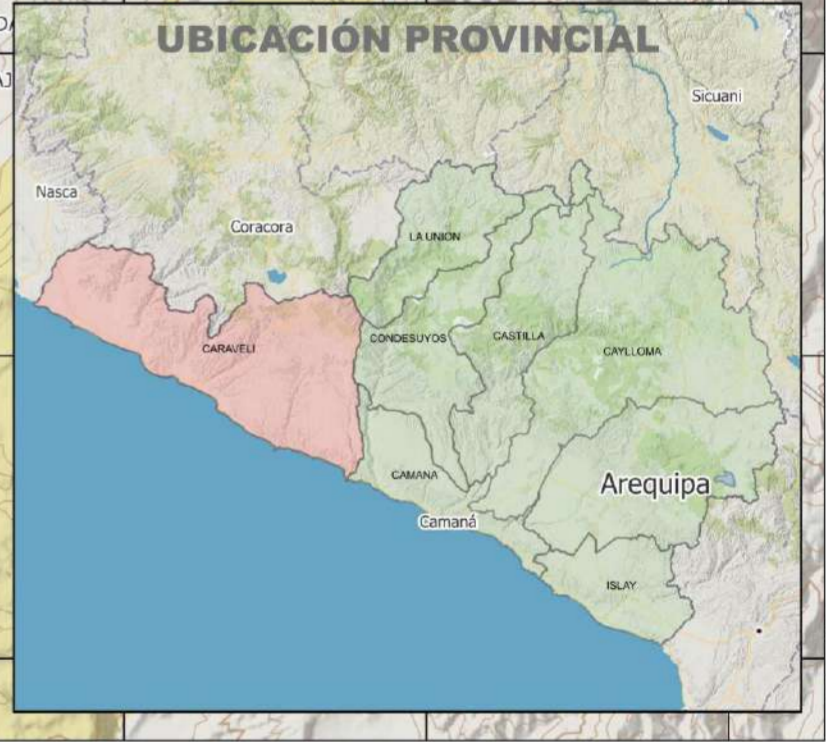 UBICACIÓN PROVINCIAL
Sicuani
Nasca
Coracora
LA UNION
CARAVELI
CONDESUYOS
CASTILLA
CAYLLOMA
CAMANA
Arequipa
Camaná
ISLAY